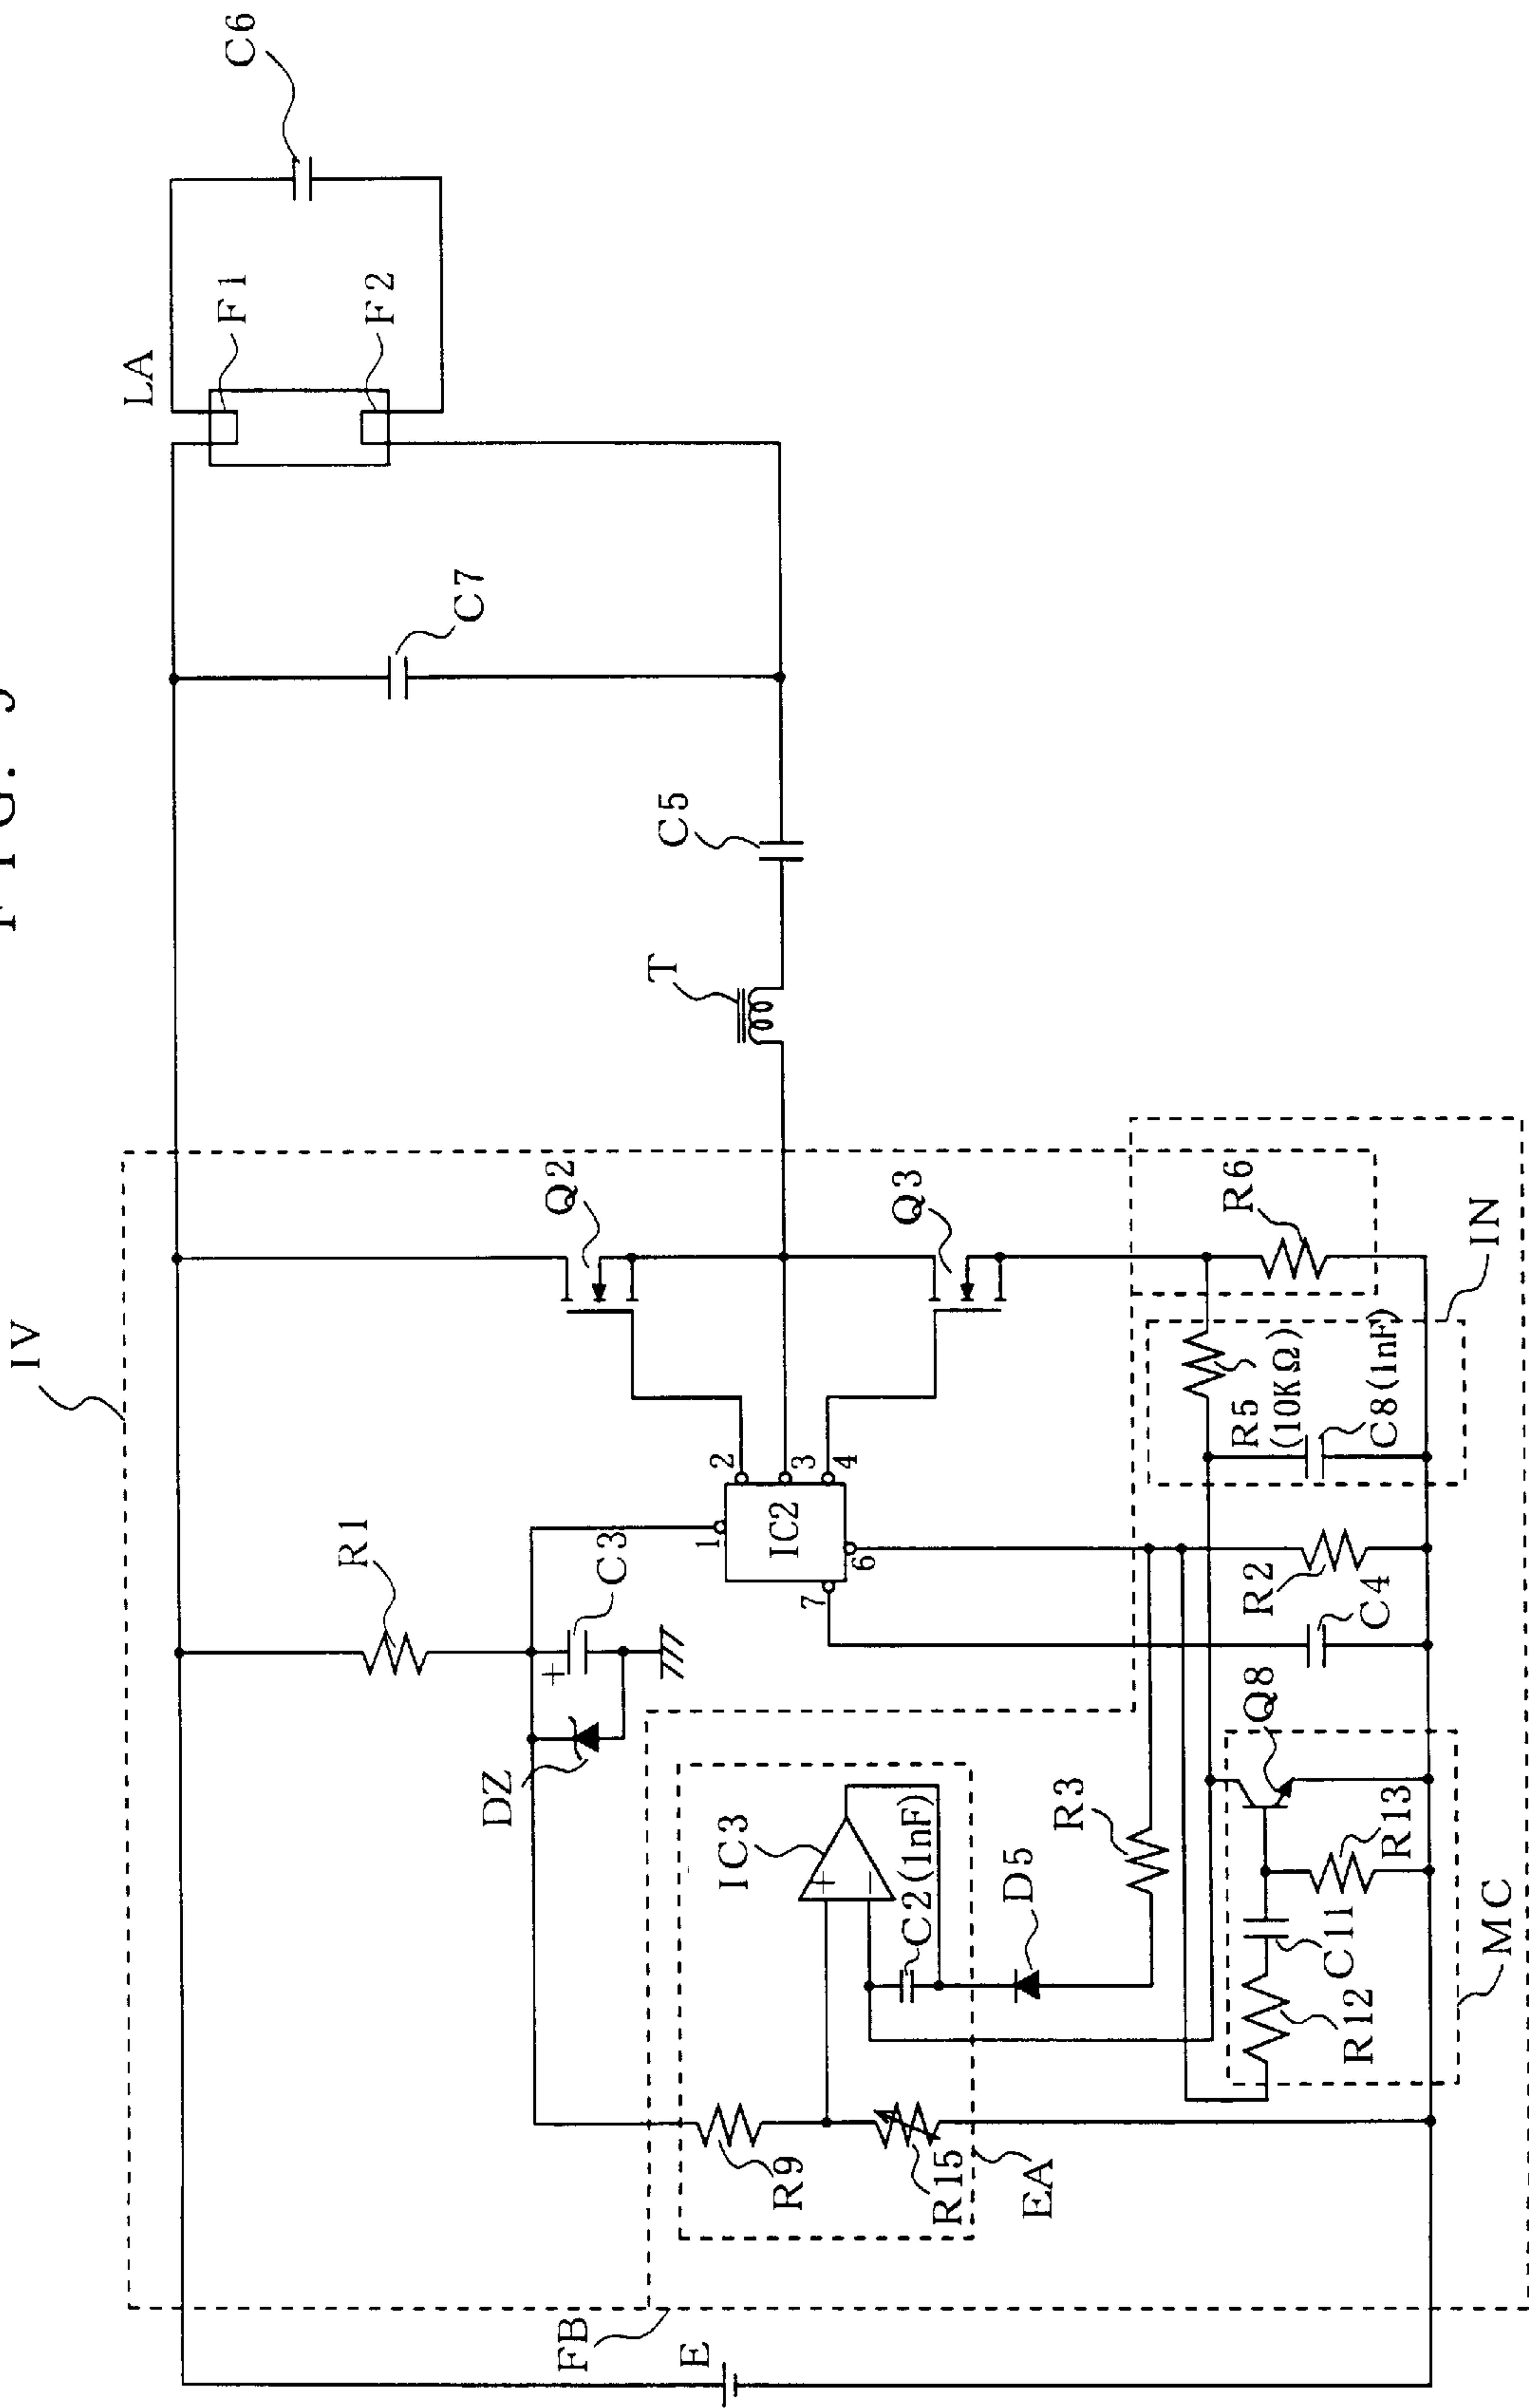 FIG.
IV
LA
C6
F1
F2
R1
Q2
C7
DZ
C3
FB
E
T
C5
IC3
+
1
2
IC2
3
R9
+
−
7
4
6
Q3
R15
C2(1nF)
EA
D5
R3
R5
(10KΩ)
R6
Q8
R2
C4
C8(1nF)
R12
C11
R13
MC
IN